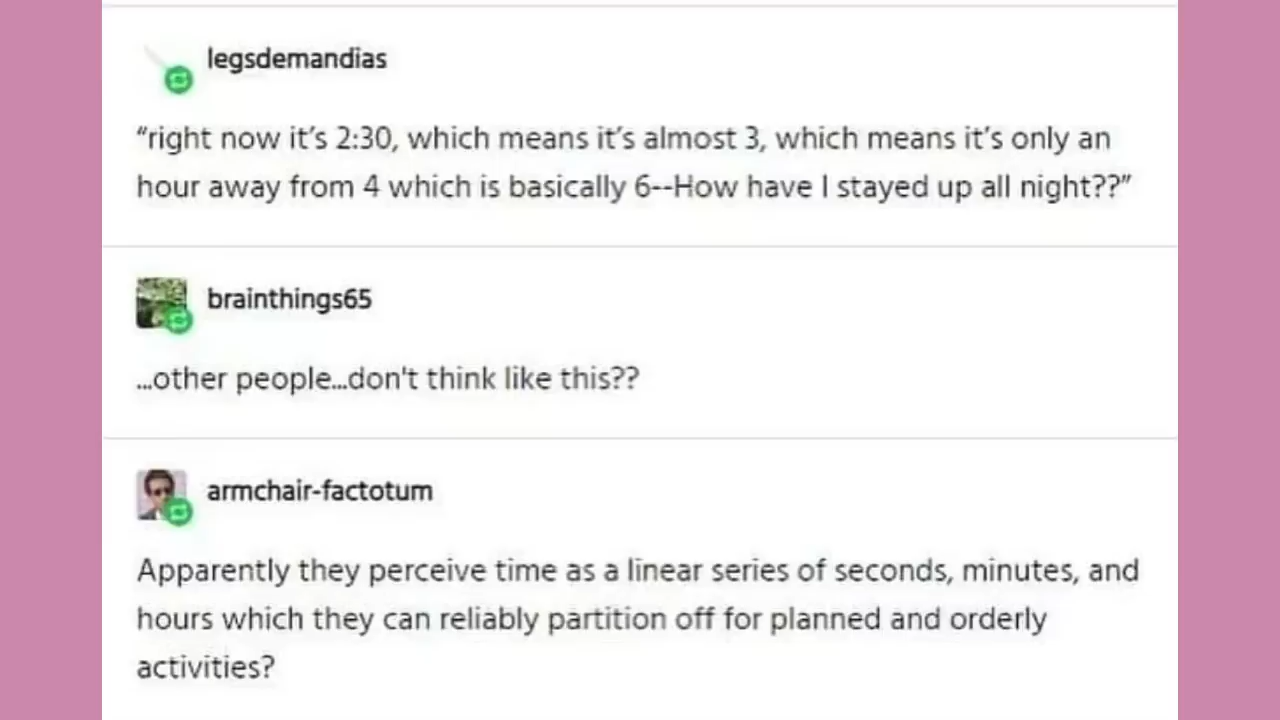 legsdemandias
“right now it’s 2:30, which means it’s almost 3, which means it’s only an
hour away from 4 which is basically 6--How have I stayed up all night??”
brainthings65
...other people...don't think like this??
armchair-factotum
Apparently they perceive time as a linear series of seconds, minutes, and
hours which they can reliably partition off for planned and orderly
activities?